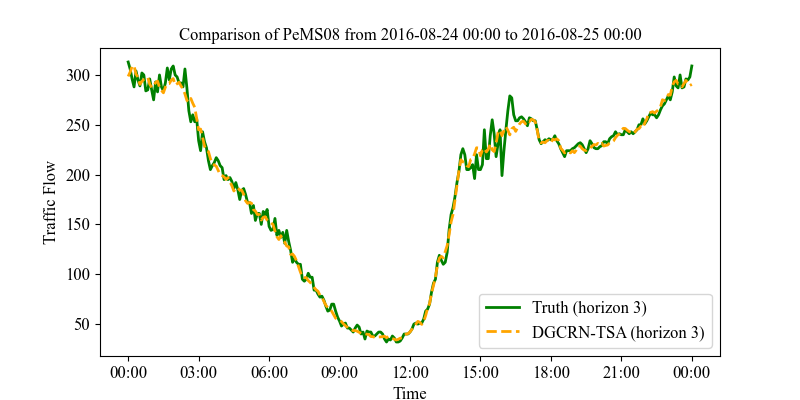 Comparison of PeMS08 from 2016-08-24 00:00 to 2016-08-25 00:00
300
250
200
150
100
50
Traffic Flow
00:00 03:00 06:00 09:00 12:00 15:00 18:00 21:00 00:00
Time
Truth (horizon 3)
DGCRN-TSA (horizon 3)